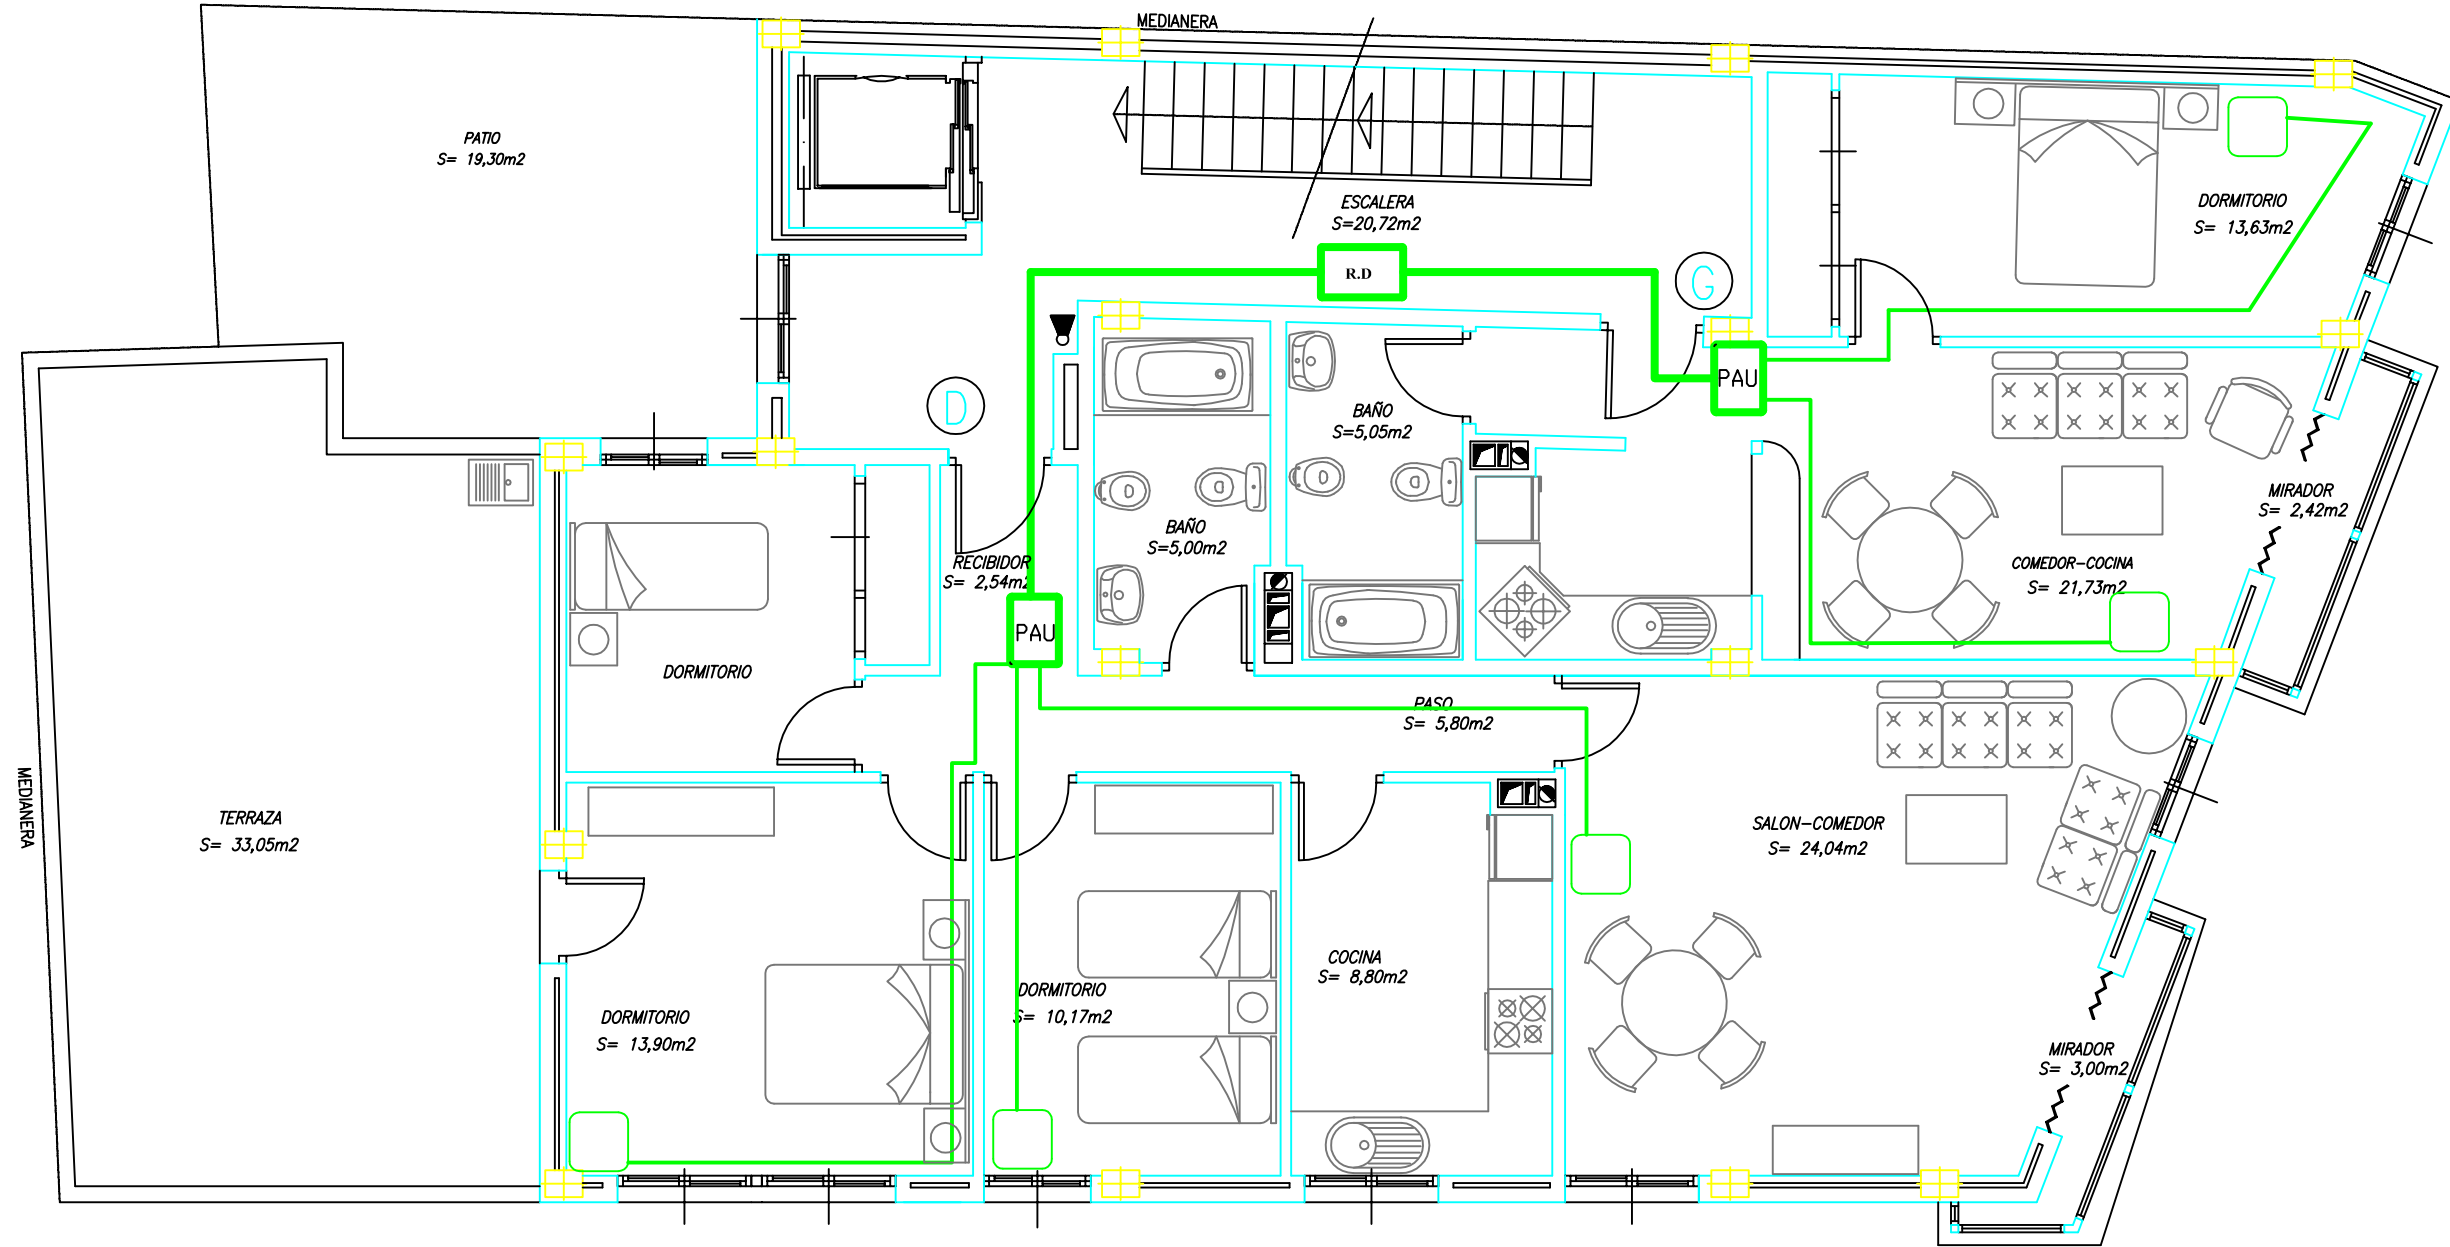 MEDIANERA
PATIO
S= 19,30m2
ESCALERA
S=20,72m2
DORMITORIO
S= 13,63m2
R.D
G
PAU
D
BAÑO
S=5,05m2
BAÑO
S=5,00m2
MIRADOR
S= 2,42m2
COMEDOR-COCINA
S= 21,73m2
RECIBIDOR
S= 2,54m2
PAU
DORMITORIO
PASO
S= 5,80m2
MEDIANERA
TERRAZA
S= 33,05m2
SALON-COMEDOR
S= 24,04m2
COCINA
S= 8,80m2
DORMITORIO
S= 10,17m2
DORMITORIO
S= 13,90m2
MIRADOR
S= 3,00m2